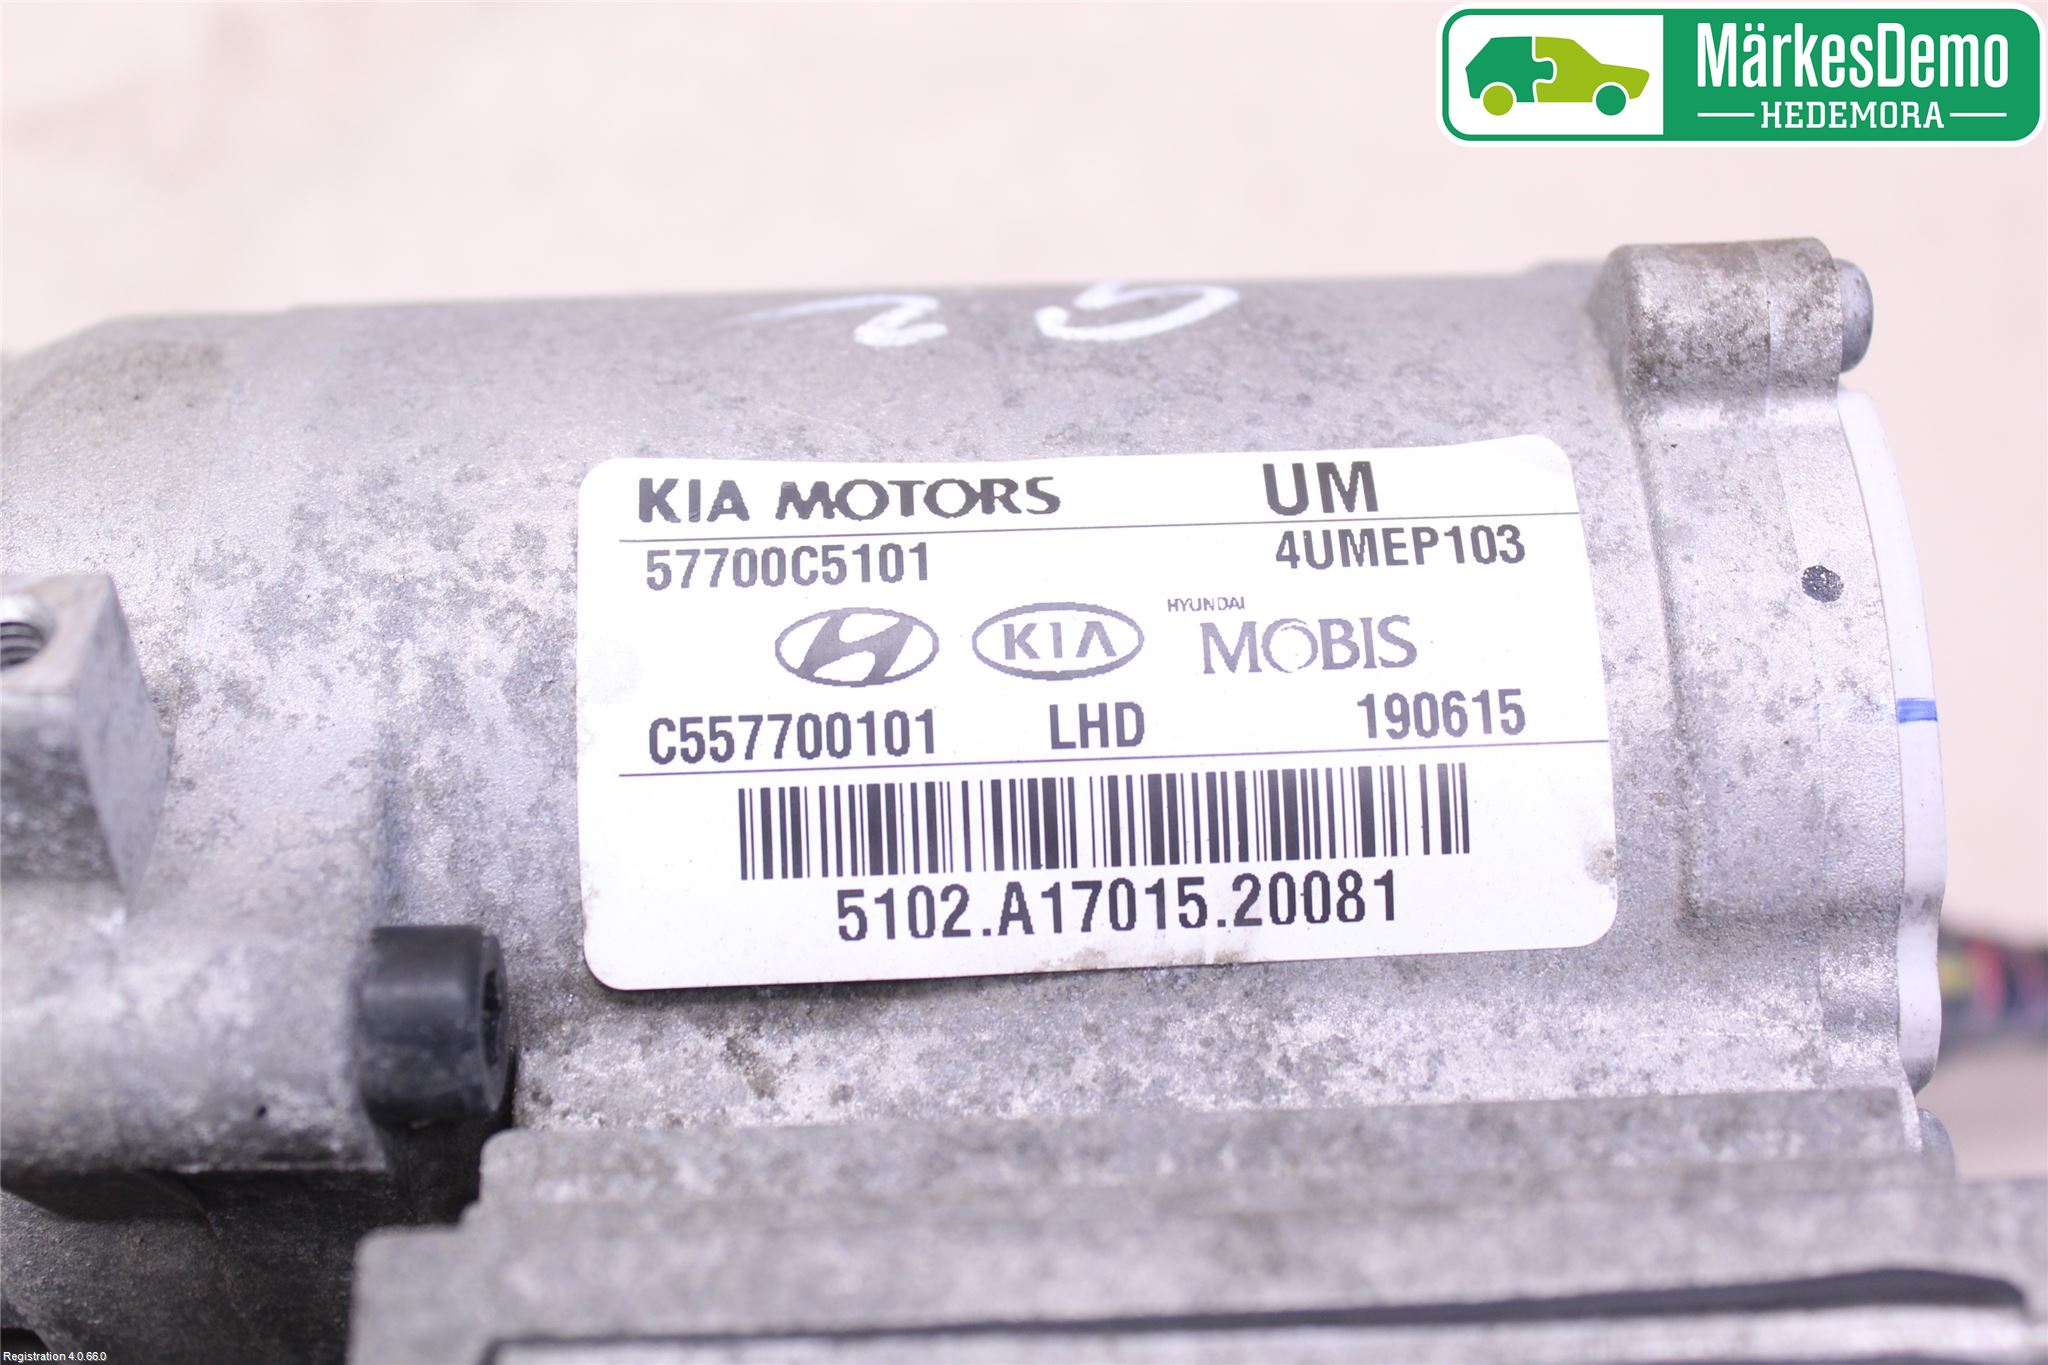 MärkesDemo
HEDEMORA
25
KIA MOTORS UM
57700C5101 4UMEP103
KIA HYUNDAI MOBIS
C557700101 LHD 190615
5102.A17015.20081
Registration 4.0.66.0